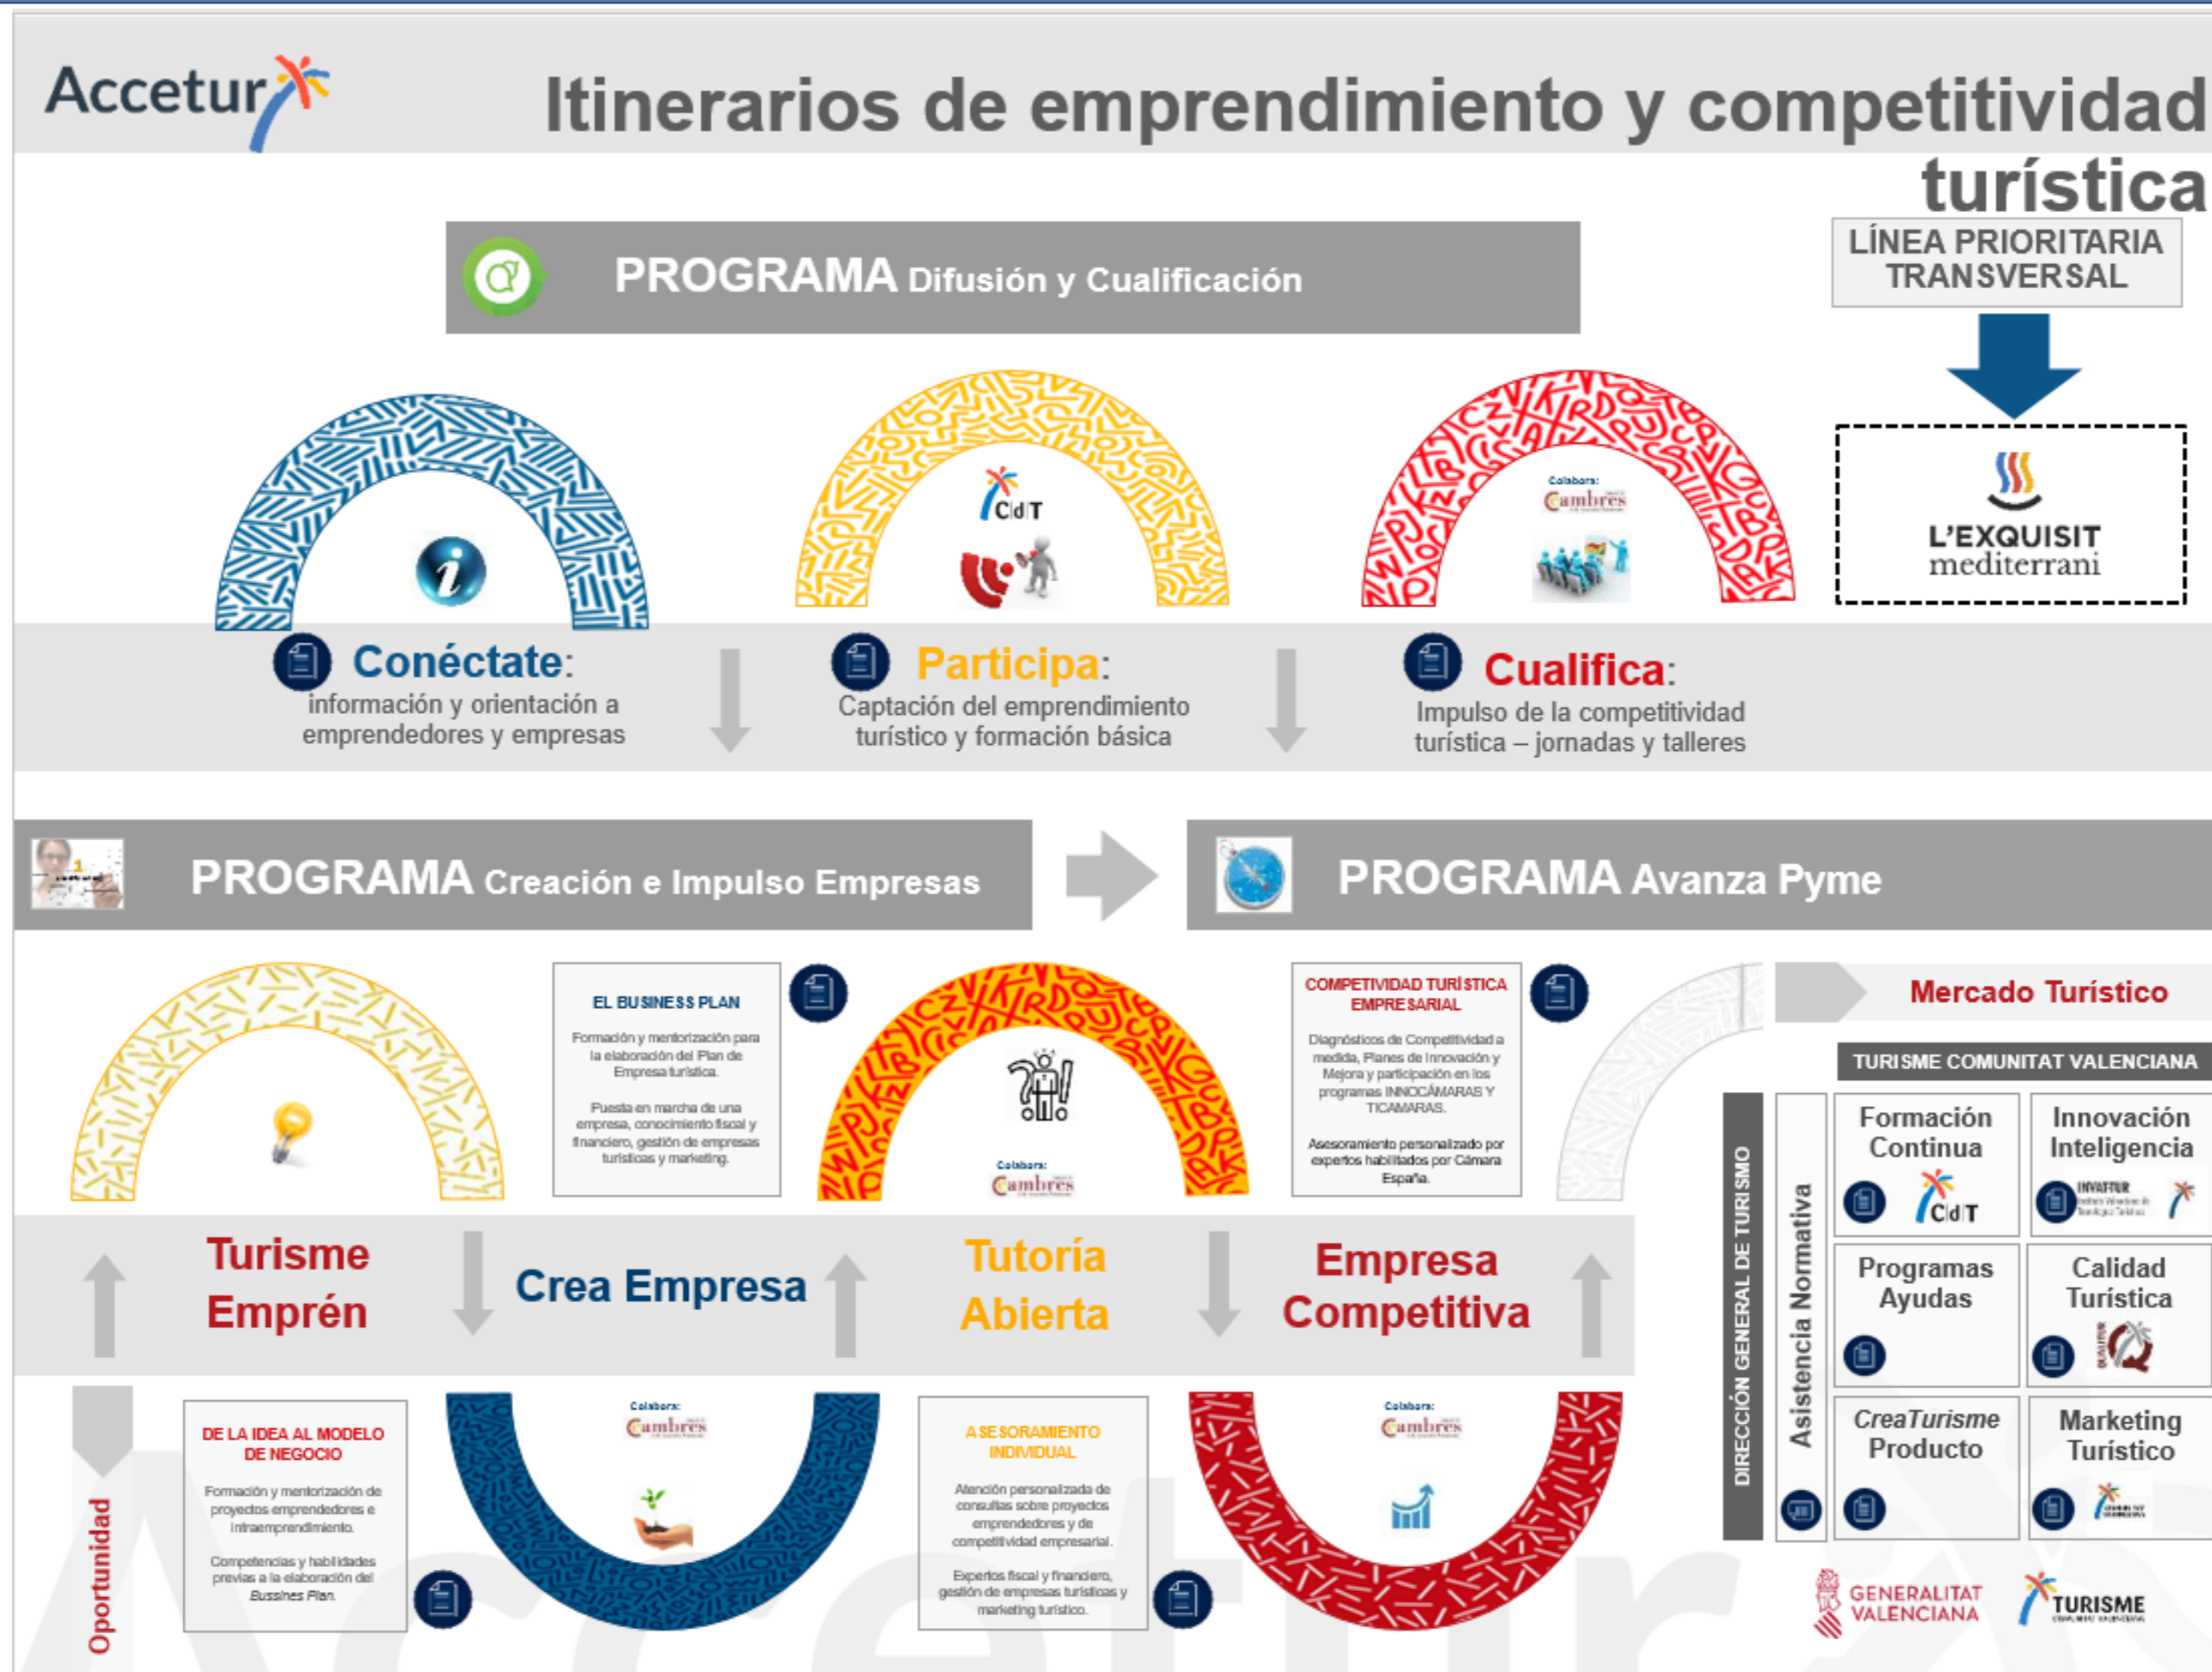 Accetur
Itinerarios de emprendimiento y competitividad
turística
PROGRAMA Difusión y Cualificación
LÍNEA PRIORITARIA
TRANSVERSAL
L'EXQUISIT
mediterrani
CdT
Colabora:
Cambres
Conéctate:
información y orientación a
emprendedores y empresas
Participa:
Captación del emprendimiento
turístico y formación básica
Cualifica:
Impulso de la competitividad
turística – jornadas y talleres
PROGRAMA Creación e Impulso Empresas
PROGRAMA Avanza Pyme
EL BUSINESS PLAN
Formación y mentorización para
la elaboración del Plan de
Empresa turística.
Puesta en marcha de una
empresa, conocimiento fiscal y
financiero, gestión de empresas
turísticas y marketing.
Colabora:
Cambres
COMPETIVIDAD TURÍSTICA
EMPRESARIAL
Diagnósticos de Competitividad a
medida, Planes de Innovación y
Mejora y participación en los
programas INNOCÁMARAS Y
TICAMARAS.
Asesoramiento personalizado por
expertos habilitados por Cámara
España.
Turisme
Emprén
Crea Empresa
Tutoría
Abierta
Empresa
Competitiva
Oportunidad
DE LA IDEA AL MODELO
DE NEGOCIO
Formación y mentorización de
proyectos emprendedores e
intraemprendimiento.
Competencias y habilidades
previas a la elaboración del
Bussines Plan.
Colabora:
Cambres
ASESORAMIENTO
INDIVIDUAL
Atención personalizada de
consultas sobre proyectos
emprendedores y de
competitividad empresarial.
Expertos fiscal y financiero,
gestión de empresas turísticas y
marketing turístico.
Colabora:
Cambres
Mercado Turístico
TURISME COMUNITAT VALENCIANA
DIRECCIÓN GENERAL DE TURISMO
Asistencia Normativa
Formación
Continua
CdT
Innovación
Inteligencia
INVAT·TUR
Programas
Ayudas
Calidad
Turística
QUALITUR
CreaTurisme
Producto
Marketing
Turístico
GENERALITAT
VALENCIANA
TURISME
COMUNITAT VALENCIANA
Accetur